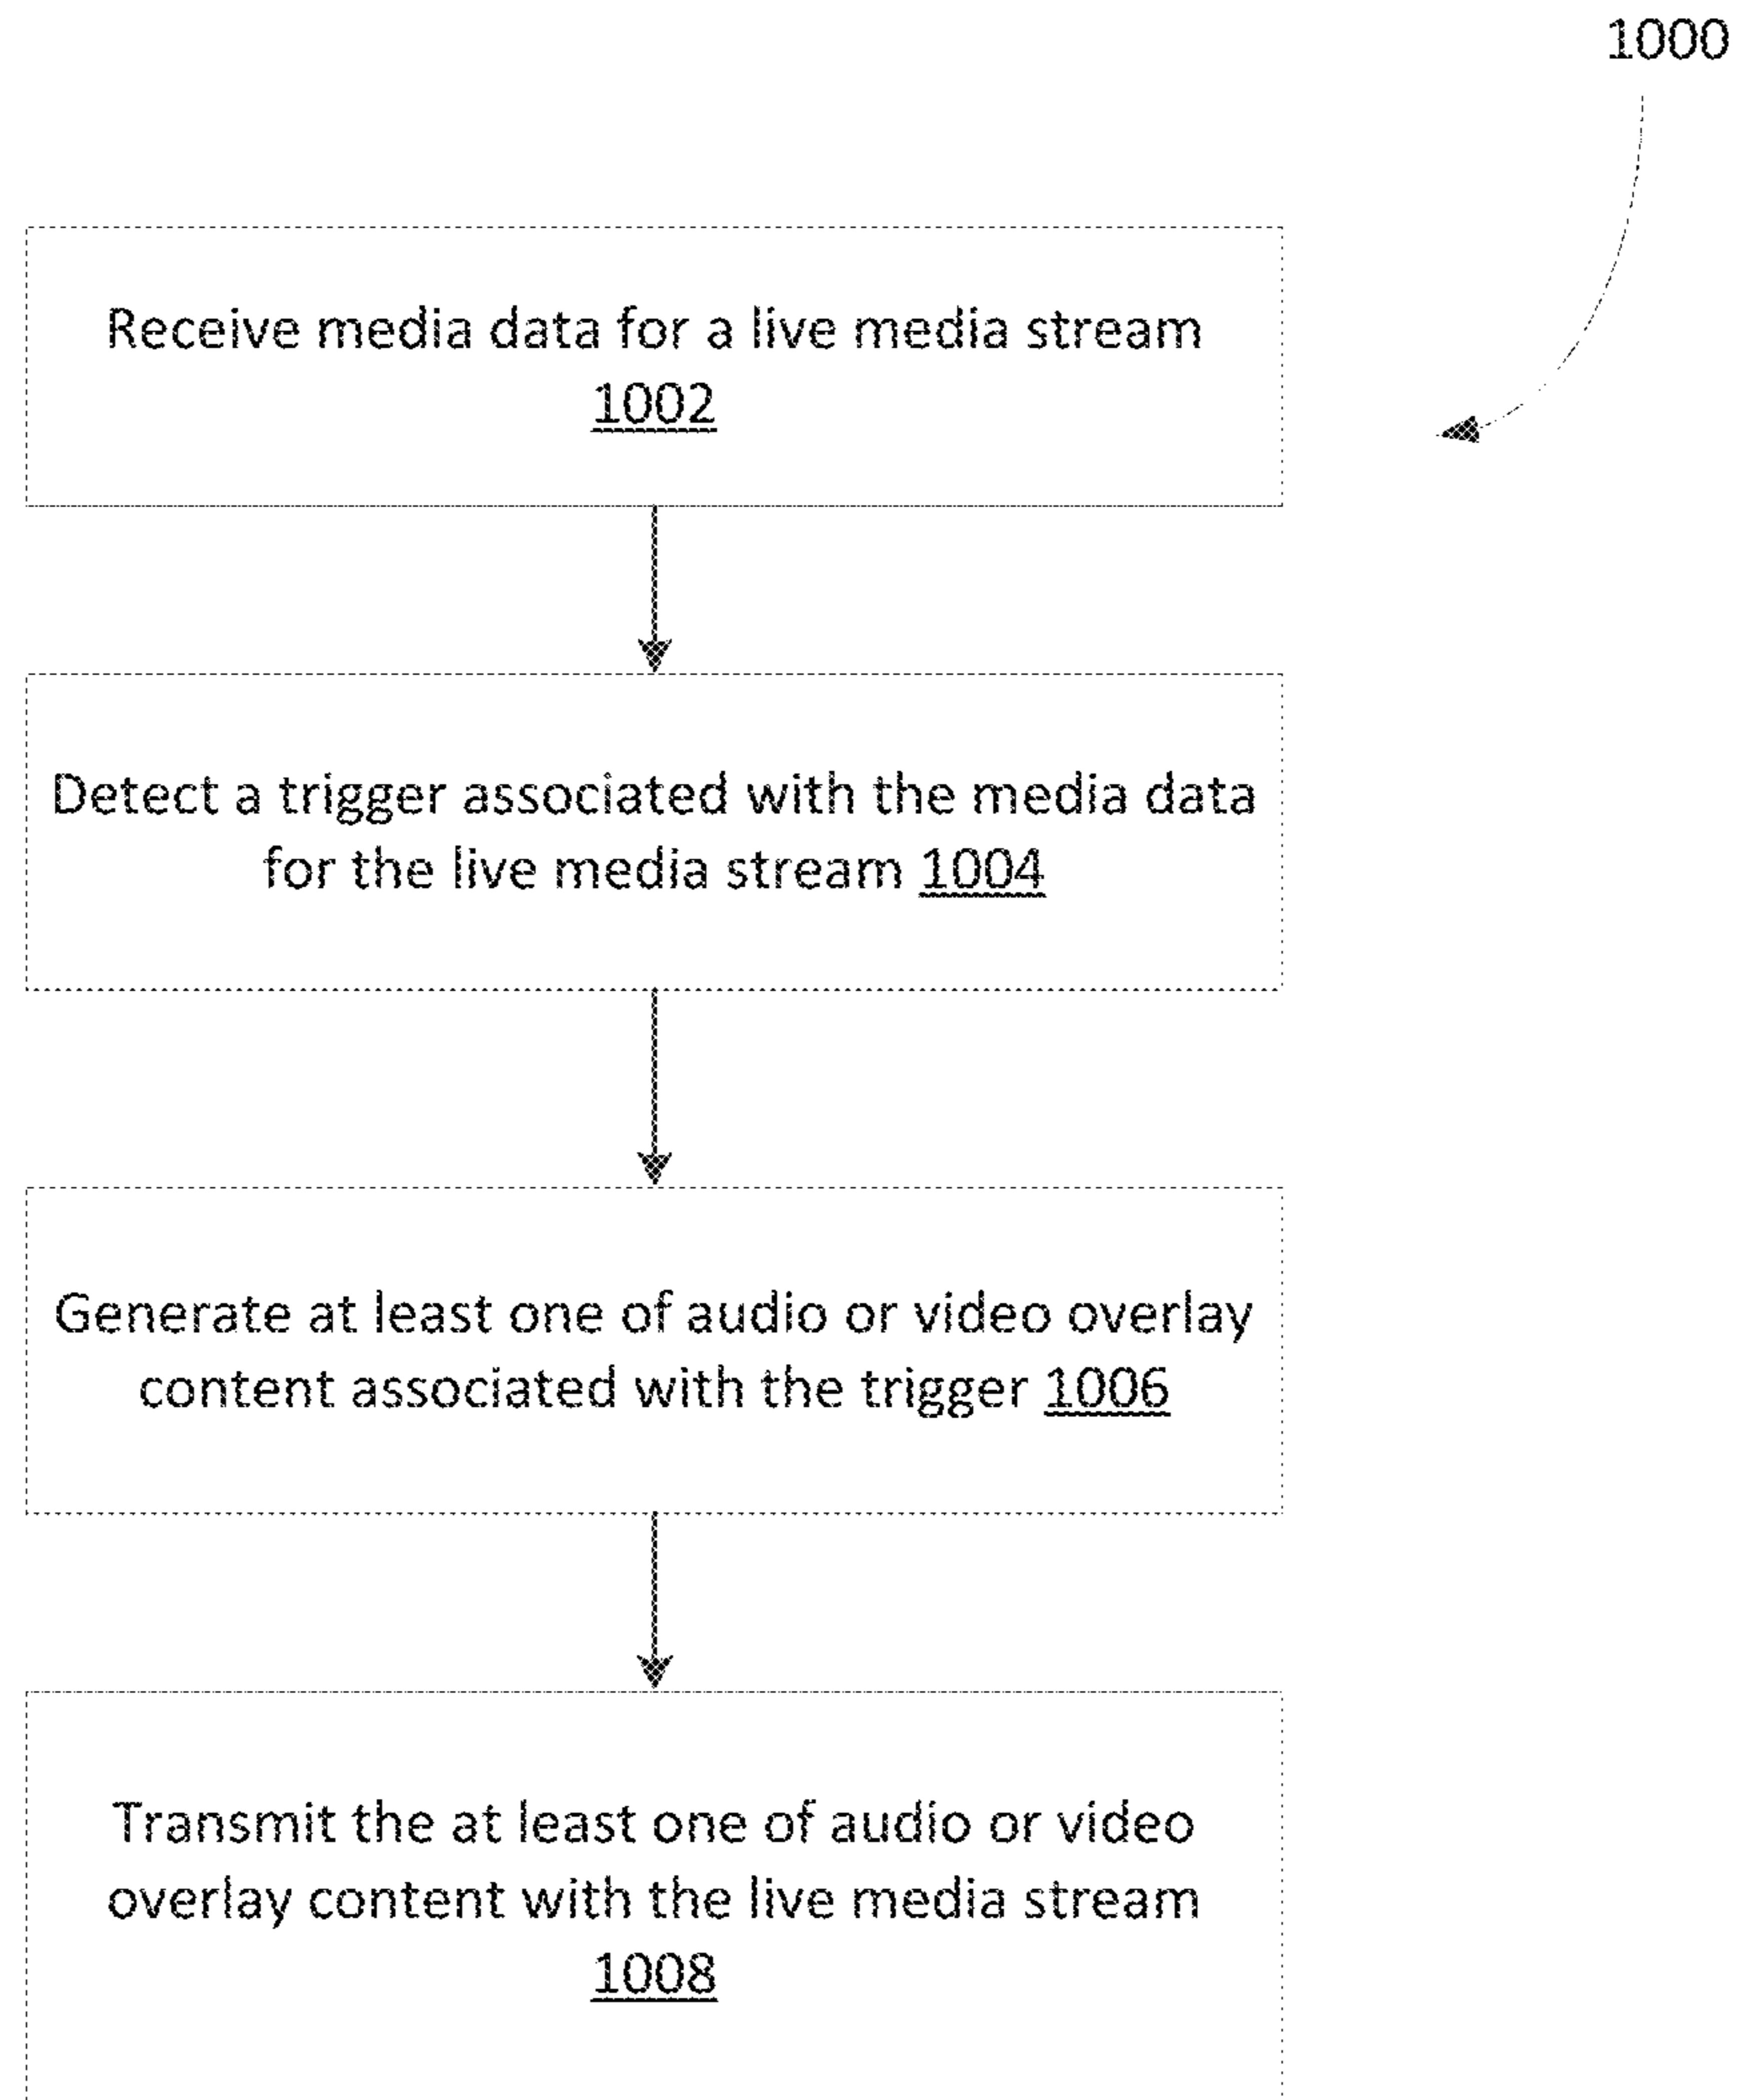 1000
Receive media data for a live media stream
1002
Detect a trigger associated with the media data
for the live media stream 1004
Generate at least one of audio or video overlay
content associated with the trigger 1006
Transmit the at least one of audio or video
overlay content with the live media stream
1008